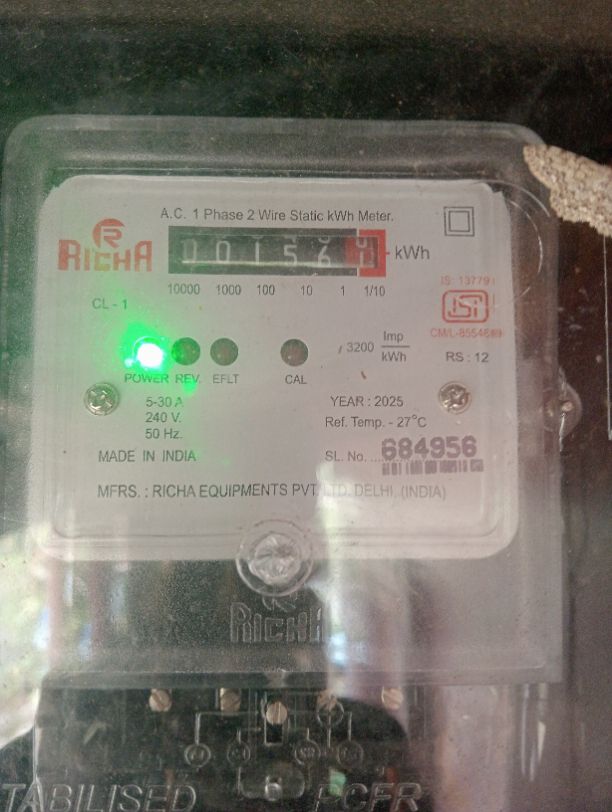 A.C. 1 Phase 2 Wire Static kWh Meter.
RICHA
00156 kWh
10000 1000 100 10 1 1/10
IS: 13779
CL - 1
ISI
3200 Imp/kWh
RS : 12
POWER REV. EFLT CAL
5-30 A
240 V.
50 Hz.
YEAR : 2025
Ref. Temp. - 27°C
MADE IN INDIA
SL. No. 684956
MFRS. : RICHA EQUIPMENTS PVT. LTD. DELHI, (INDIA)
RICHA
TABILISED